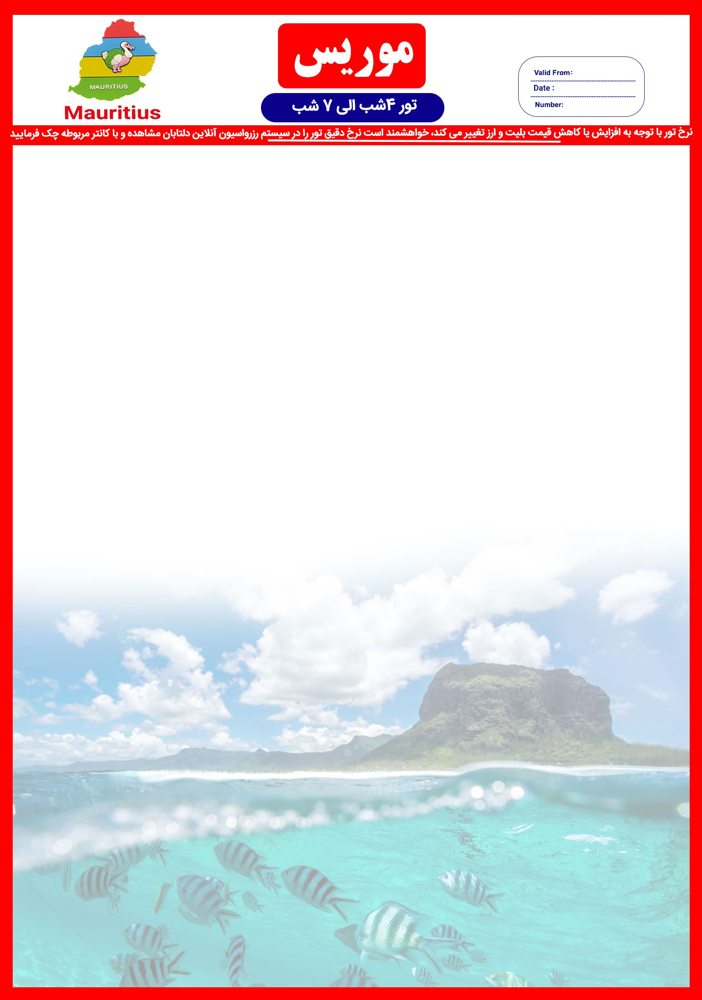 MAURITIUS
Mauritius
موریس
تور ۴شب الی ۷ شب
Valid From:
Date :
Number:
نرخ تور با توجه به افزایش یا کاهش قیمت بلیت و ارز تغییر می کند، خواهشمند است نرخ دقیق تور را در سیستم رزرواسیون آنلاین دلتابان مشاهده و با کانتر مربوطه چک فرمایید